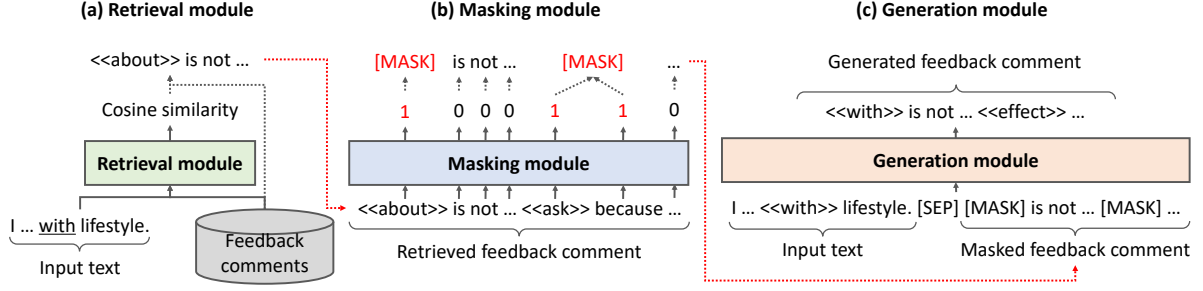 (a) Retrieval module
<<about>> is not ...
Cosine similarity
Retrieval module
I ... with lifestyle.
Input text
Feedback
comments
(b) Masking module
[MASK] is not ... [MASK] ...
1 0 0 0 1 1 0
Masking module
<<about>> is not ... <<ask>> because ...
Retrieved feedback comment
(c) Generation module
Generated feedback comment
<<with>> is not ... <<effect>> ...
Generation module
I ... <<with>> lifestyle. [SEP] [MASK] is not ... [MASK] ...
Input text Masked feedback comment